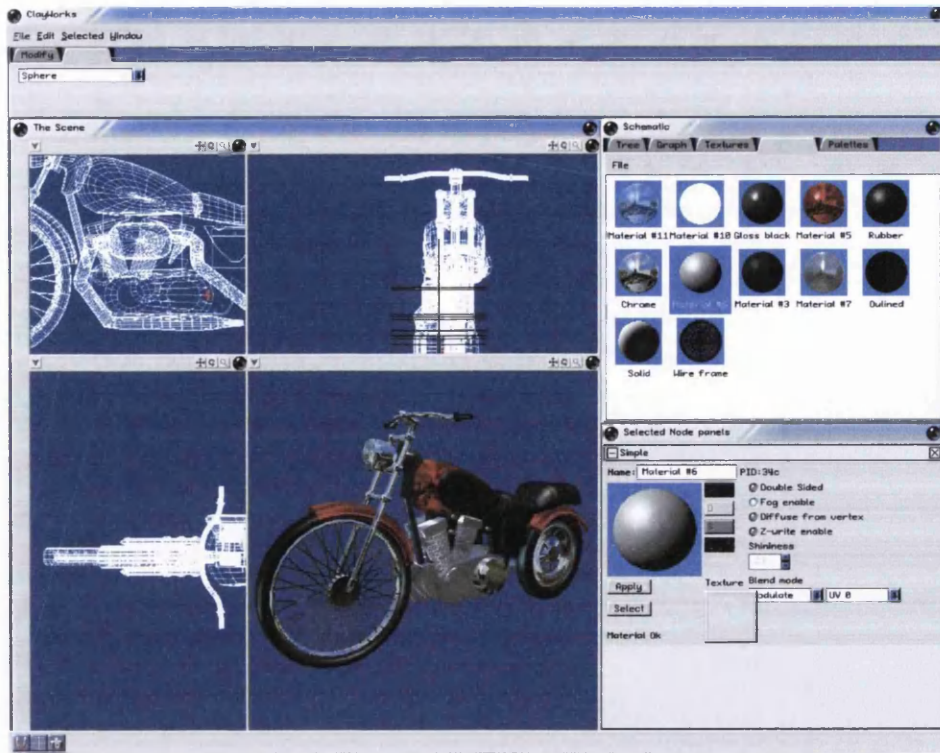 ClayWorks
File Edit Selected Window
Modify
Sphere
The Scene
Schematic
Tree Graph Textures Palettes
File
Material #11 Material #10 Gloss black Material #5 Rubber
Chrome Material #6 Material #3 Material #7 Oulined
Solid Wire frame
Selected Node panels
Simple
Name: Material #6 PID:34c
Double Sided
Fog enable
Diffuse from vertex
Z-write enable
Shininess
Apply
Texture
Blend mode
odulate UV 0
Select
Material Ok